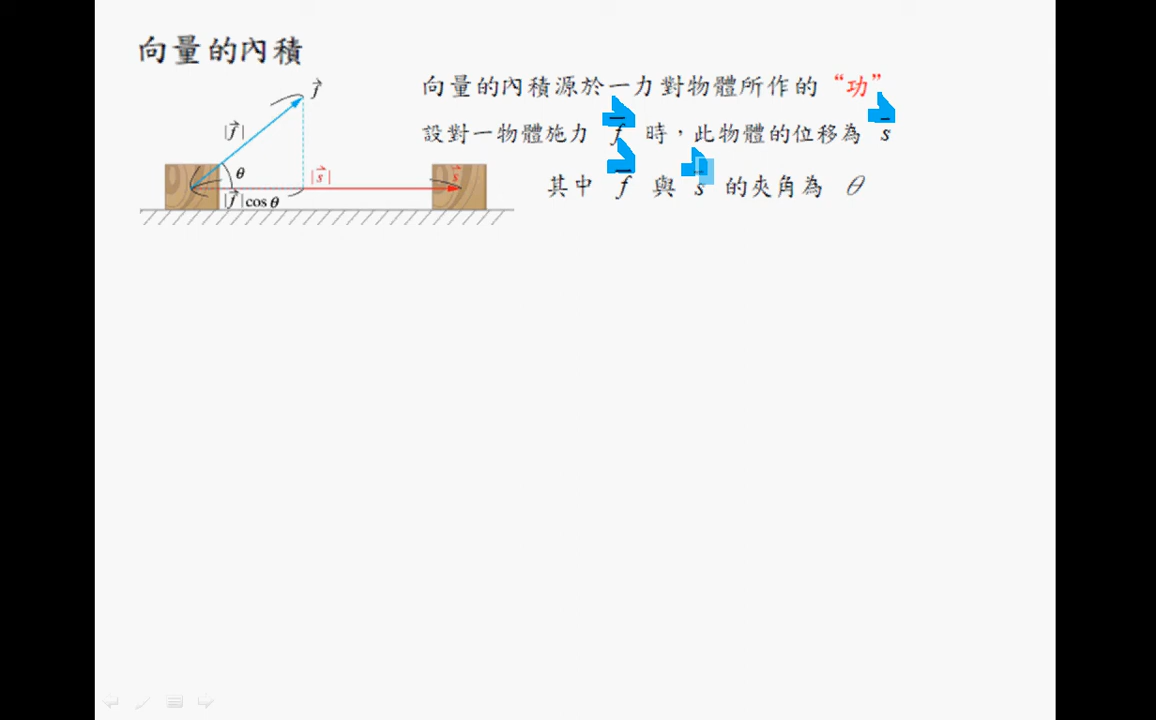 向量的內積
向量的內積源於一力對物體所作的 “功”
設對一物體施力 f 時，此物體的位移為 s
其中 f 與 s 的夾角為 θ
f⃗
|f⃗|
θ
|s⃗|
s⃗
|f⃗|cosθ